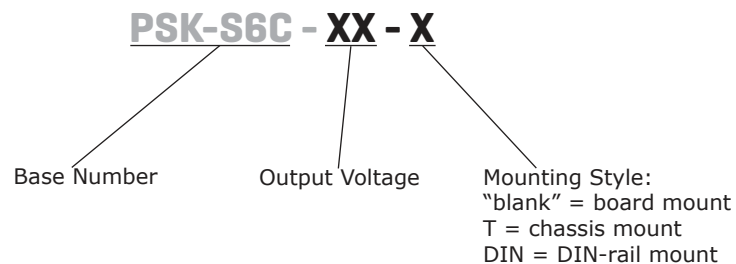 PSK-S6C - XX - X
Base Number
Output Voltage
Mounting Style:
"blank" = board mount
T = chassis mount
DIN = DIN-rail mount